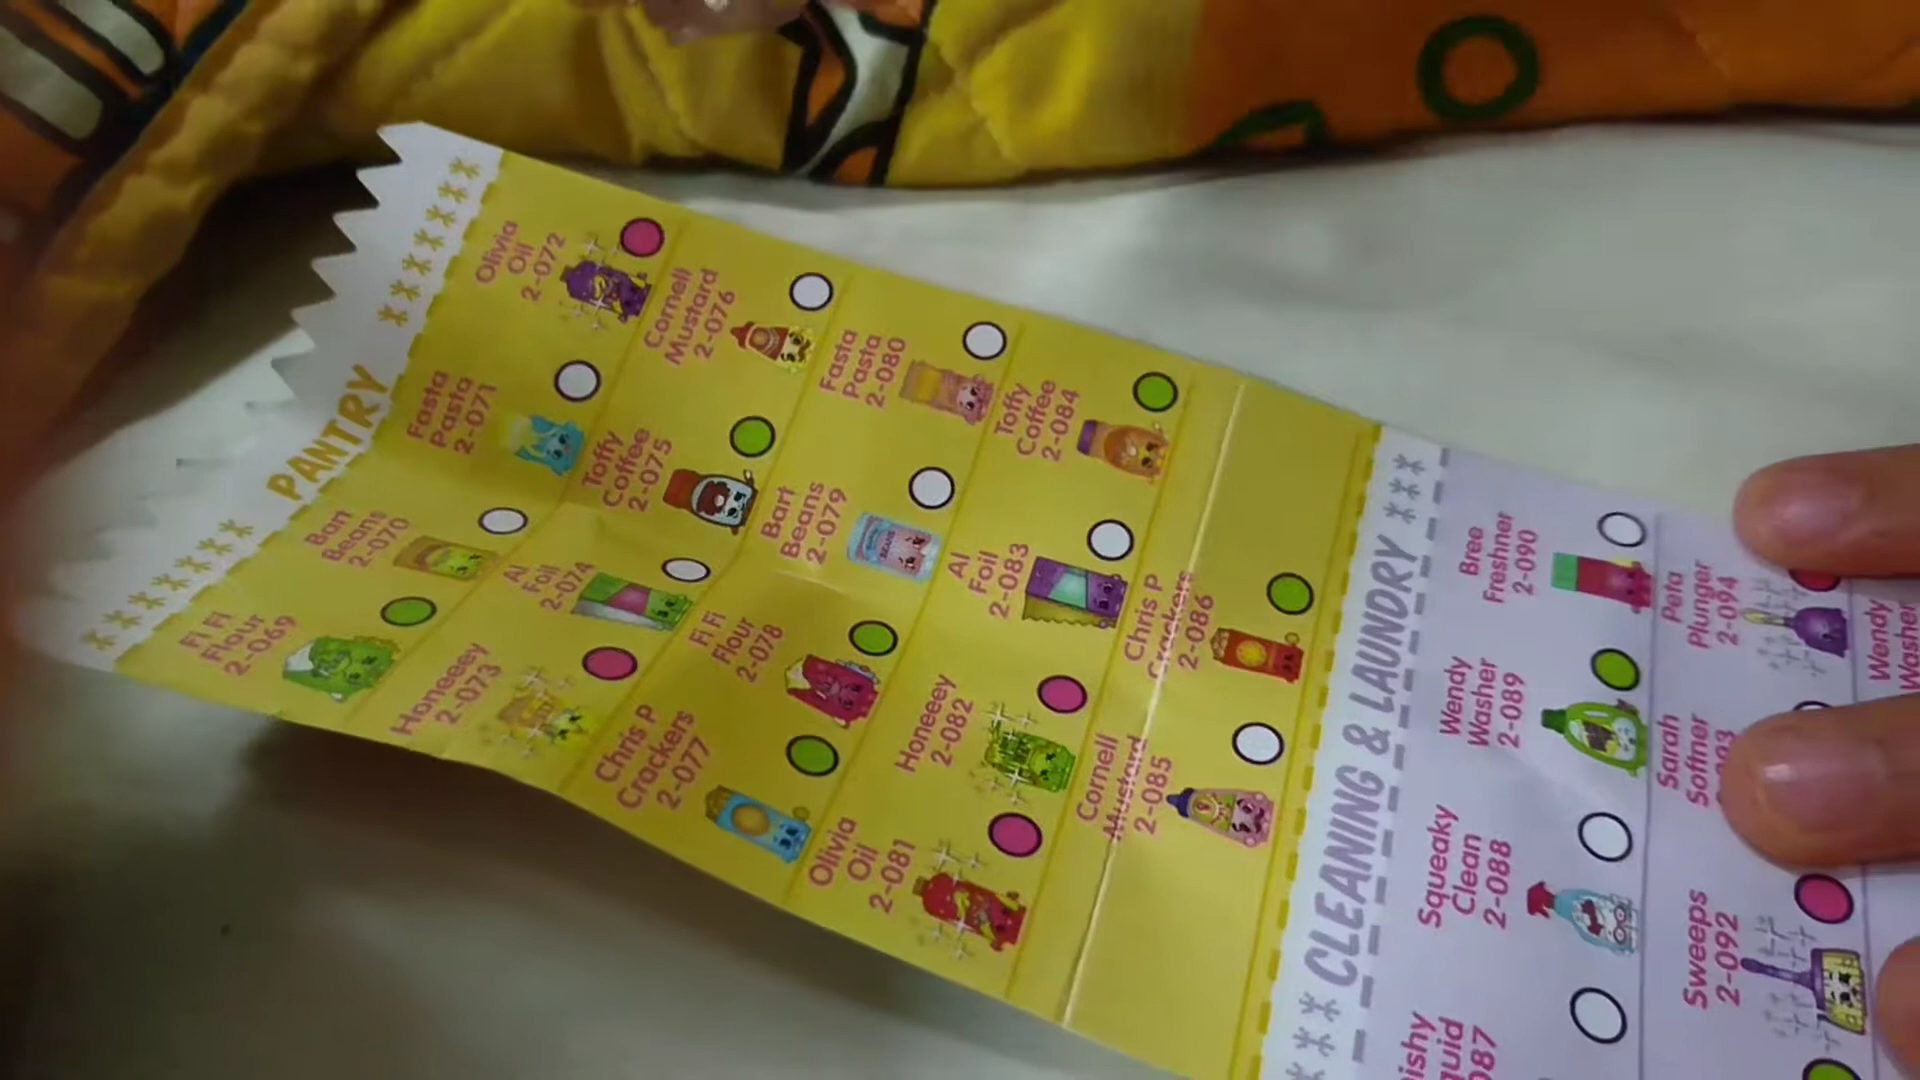 PANTRY
Fi Fi
Flour
2-069
Bart
Beans
2-070
Fasta
Pasta
2-071
Olivia
Oil
2-072
Honeeey
2-073
Al
Foil
2-074
Toffy
Coffee
2-075
Cornell
Mustard
2-076
Chris P
Crackers
2-077
Fi Fi
Flour
2-078
Bart
Beans
2-079
Fasta
Pasta
2-080
Olivia
Oil
2-081
Honeeey
2-082
Al
Foil
2-083
Toffy
Coffee
2-084
Cornell
Mustard
2-085
Chris P
Crackers
2-086
CLEANING & LAUNDRY
ishy
quid
087
Squeaky
Clean
2-088
Wendy
Washer
2-089
Bree
Freshner
2-090
Sweeps
2-092
Sarah
Softner
Peta
Plunger
2-094
Wendy
Washer